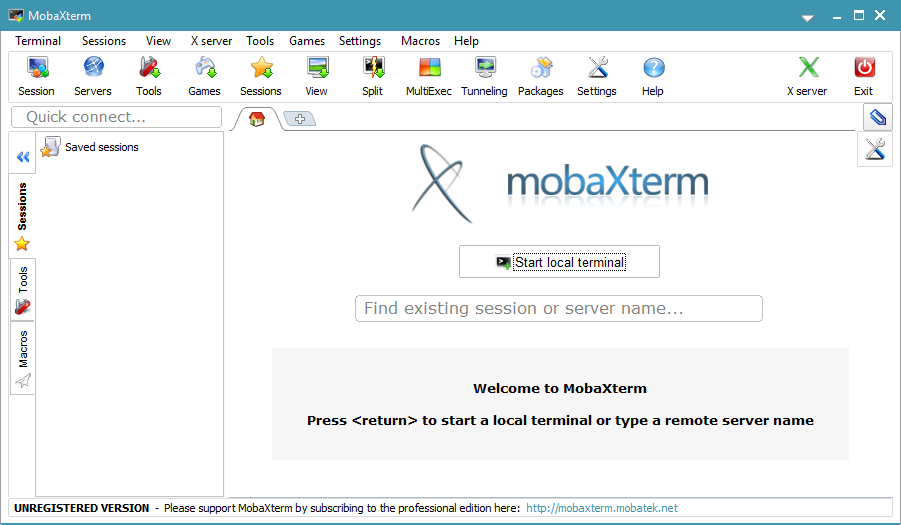 MobaXterm
Terminal Sessions View X server Tools Games Settings Macros Help
Session Servers Tools Games Sessions View Split MultiExec Tunneling Packages Settings Help X server Exit
Quick connect...
Saved sessions
Sessions
Tools
Macros
mobaXterm
Start local terminal
Find existing session or server name...
Welcome to MobaXterm
Press <return> to start a local terminal or type a remote server name
UNREGISTERED VERSION - Please support MobaXterm by subscribing to the professional edition here: http://mobaxterm.mobatek.net